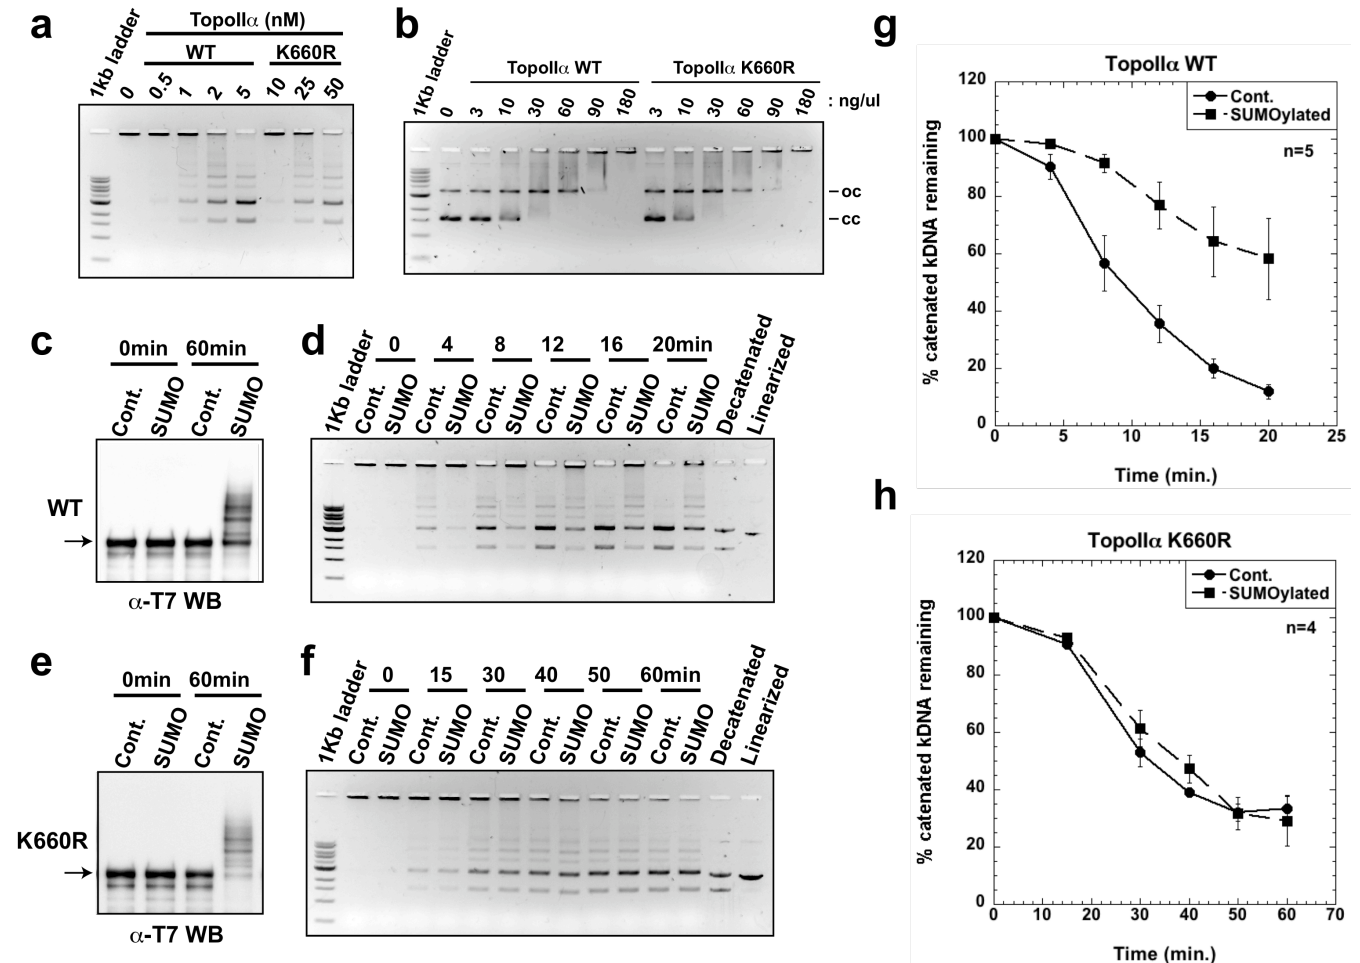 a
TopoIIα (nM)
WT
K660R
1kb ladder
0
0.5
1
2
5
10
25
50
b
TopoIIα WT
TopoIIα K660R
1Kb ladder
0
3
10
30
60
90
180
3
10
30
60
90
180
: ng/ul
oc
cc
c
0min
60min
Cont.
SUMO
Cont.
SUMO
WT
α-T7 WB
d
0
4
8
12
16
20min
1Kb ladder
Cont.
SUMO
Cont.
SUMO
Cont.
SUMO
Cont.
SUMO
Cont.
SUMO
Cont.
SUMO
Decatenated
Linearized
e
0min
60min
Cont.
SUMO
Cont.
SUMO
K660R
α-T7 WB
f
0
15
30
40
50
60min
1Kb ladder
Cont.
SUMO
Cont.
SUMO
Cont.
SUMO
Cont.
SUMO
Cont.
SUMO
Cont.
SUMO
Decatenated
Linearized
g
TopoIIα WT
Cont.
SUMOylated
n=5
% catenated kDNA remaining
120
100
80
60
40
20
0
0
5
10
15
20
25
Time (min.)
h
TopoIIα K660R
Cont.
SUMOylated
n=4
% catenated kDNA remaining
120
100
80
60
40
20
0
0
10
20
30
40
50
60
70
Time (min.)